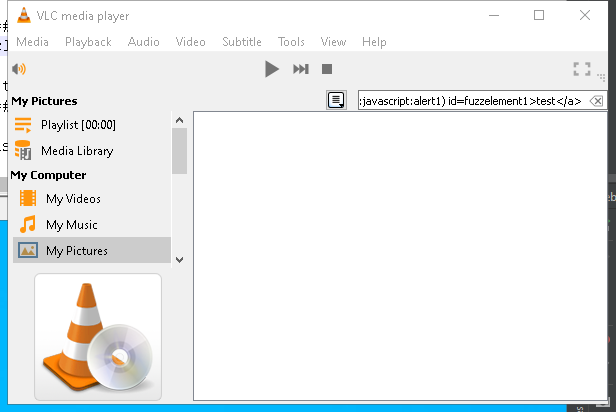 VLC media player
Media Playback Audio Video Subtitle Tools View Help
My Pictures
:javascript:alert1) id=fuzzelement1>test</a>
Playlist [00:00]
Media Library
My Computer
My Videos
My Music
My Pictures